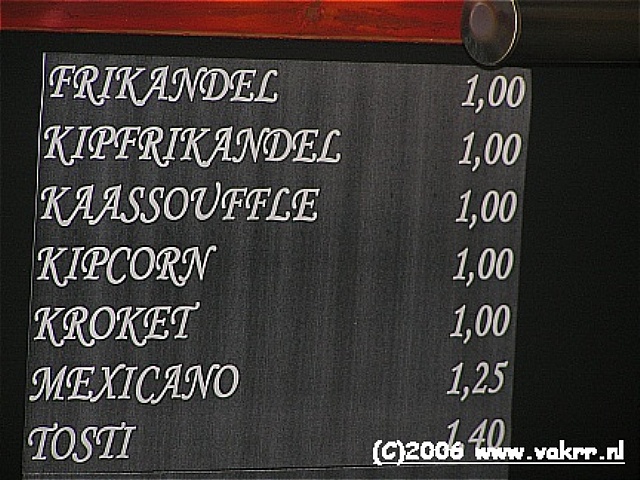 FRIKANDEL 1,00
KIPFRIKANDEL 1,00
KAASSOUFFLE 1,00
KIPCORN 1,00
KROKET 1,00
MEXICANO 1,25
TOSTI 1,40
(C)2006 www.vakrr.nl